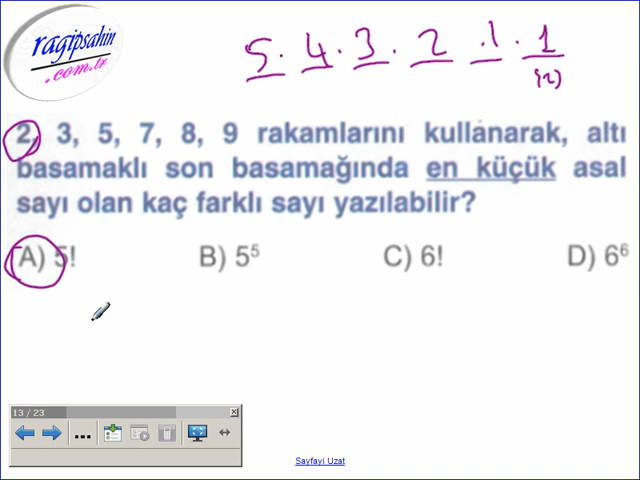 ragipsahin
.com.tr
5 . 4 . 3 . 2 . 1 . 1
{2}
2, 3, 5, 7, 8, 9 rakamlarını kullanarak, altı
basamaklı son basamağında en küçük asal
sayı olan kaç farklı sayı yazılabilir?
A) 5! B) 5⁵ C) 6! D) 6⁶
13 / 23
Sayfayi Uzat